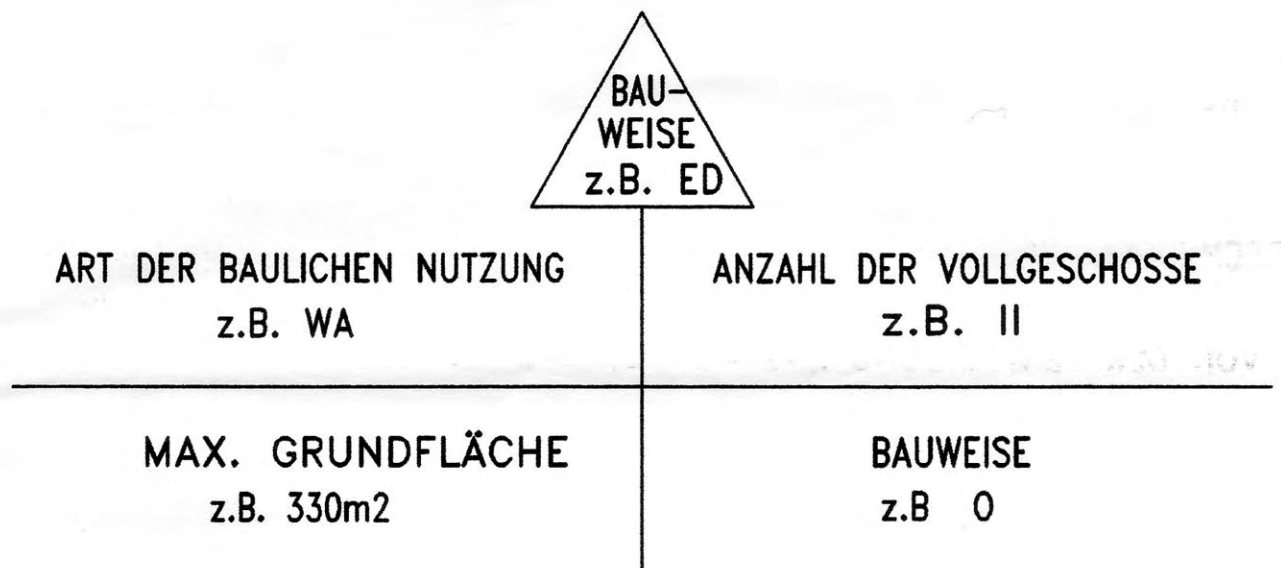 BAU-
WEISE
z.B. ED
ART DER BAULICHEN NUTZUNG
z.B. WA
ANZAHL DER VOLLGESCHOSSE
z.B. II
MAX. GRUNDFLÄCHE
z.B. 330m2
BAUWEISE
z.B O